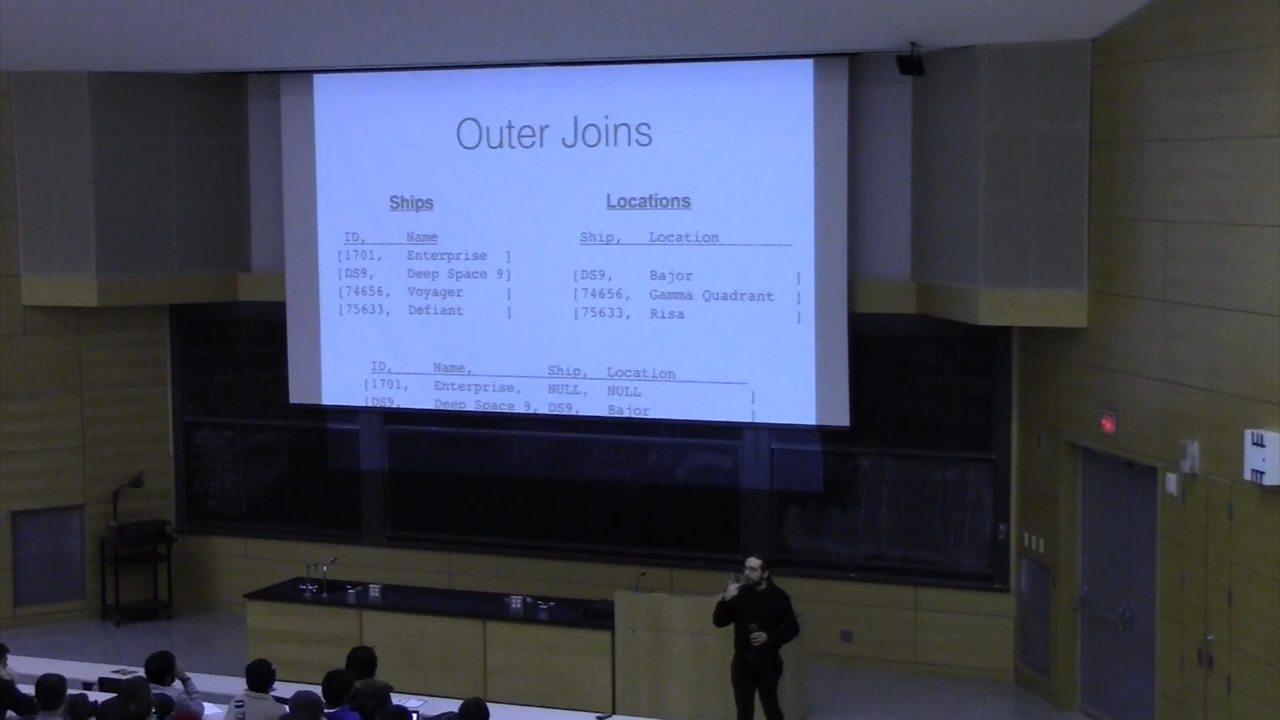 Outer Joins
Ships
ID, Name
[1701, Enterprise ]
[DS9, Deep Space 9]
[74656, Voyager ]
[75633, Defiant ]
Locations
Ship, Location
[DS9, Bajor ]
[74656, Gamma Quadrant ]
[75633, Risa ]
ID, Name, Ship, Location
[1701, Enterprise, NULL, NULL ]
[DS9, Deep Space 9, DS9, Bajor ]